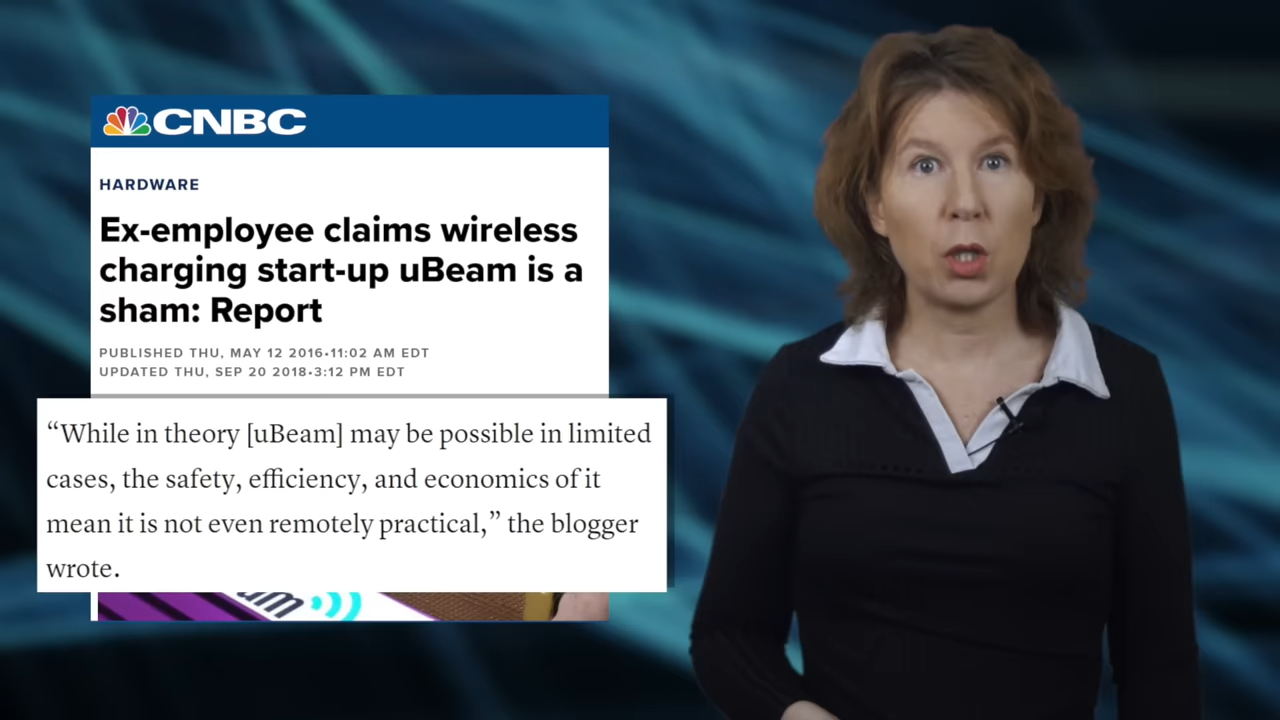 CNBC
HARDWARE
Ex-employee claims wireless
charging start-up uBeam is a
sham: Report
PUBLISHED THU, MAY 12 2016•11:02 AM EDT
UPDATED THU, SEP 20 2018•3:12 PM EDT
“While in theory [uBeam] may be possible in limited
cases, the safety, efficiency, and economics of it
mean it is not even remotely practical,” the blogger
wrote.